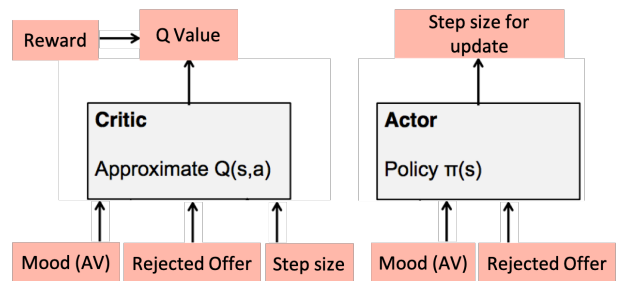 Reward
Q Value
Step size for
update
Critic
Approximate Q(s,a)
Actor
Policy π(s)
Mood (AV)
Rejected Offer
Step size
Mood (AV)
Rejected Offer